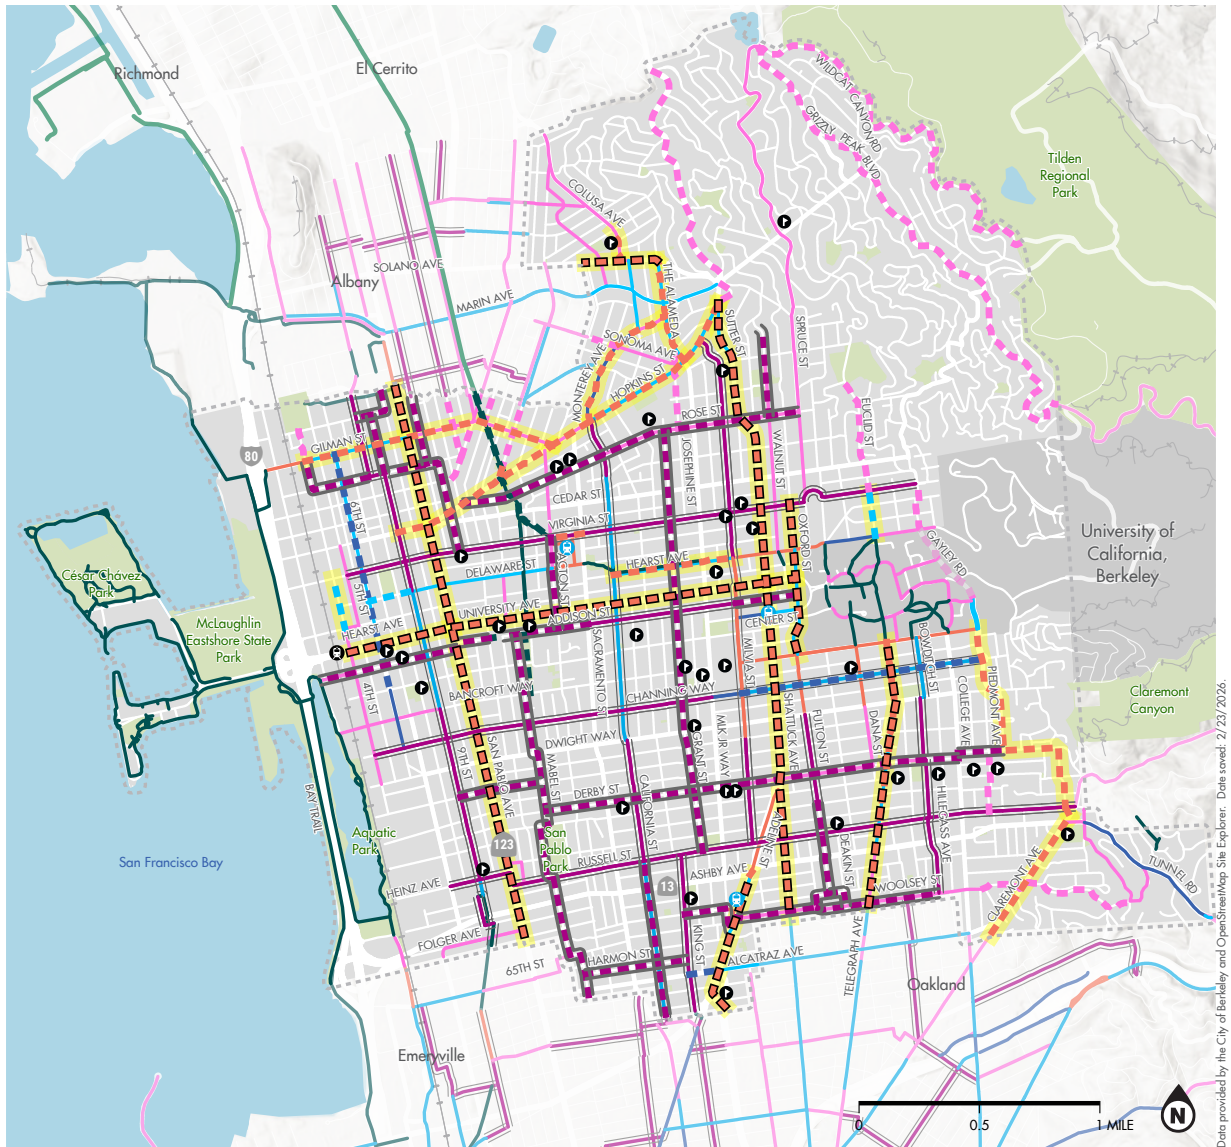 Richmond
El Cerrito
WILDCAT CANYON RD
GRIZZLY PEAK BLVD
Tilden
Regional
Park
COLUSA AVE
SOLANO AVE
Albany
THE ALAMEDA
MARIN AVE
SUTTER ST
SPRUCE ST
SONOMA AVE
MONTEREY AVE
HOPKINS ST
EUCLID ST
ROSE ST
GILMAN ST
80
WALNUT ST
JOSEPHINE ST
CEDAR ST
6TH ST
VIRGINIA ST
OXFORD ST
University of
California,
Berkeley
GAYLEY RD
César Chávez
Park
DELAWARE ST
ACTON ST
HEARST AVE
5TH ST
UNIVERSITY AVE
ADDISON ST
CENTER ST
McLaughlin
Eastshore State
Park
HEARST AVE
SACRAMENTO ST
MILVIA ST
BOWDITCH ST
4TH ST
BANCROFT WAY
CHANNING WAY
PIEDMONT AVE
COLLEGE AVE
Claremont
Canyon
SHATTUCK AVE
FULTON ST
DANA ST
DWIGHT WAY
MLK JR WAY
GRANT ST
9TH ST
SAN PABLO AVE
MABEL ST
BAY TRAIL
DERBY ST
CALIFORNIA ST
HILLEGASS AVE
ADELINE ST
Aquatic
Park
123
San
Pablo
Park
San Francisco Bay
RUSSELL ST
DEAKIN ST
TUNNEL RD
ASHBY AVE
HEINZ AVE
13
WOOLSEY ST
CLAREMONT AVE
FOLGER AVE
KING ST
TELEGRAPH AVE
65TH ST
HARMON ST
ALCATRAZ AVE
Oakland
Emeryville
0
0.5
1 MILE
N
Data provided by the City of Berkeley and OpenStreetMap Site Explorer. Date saved: 2/23/2026.